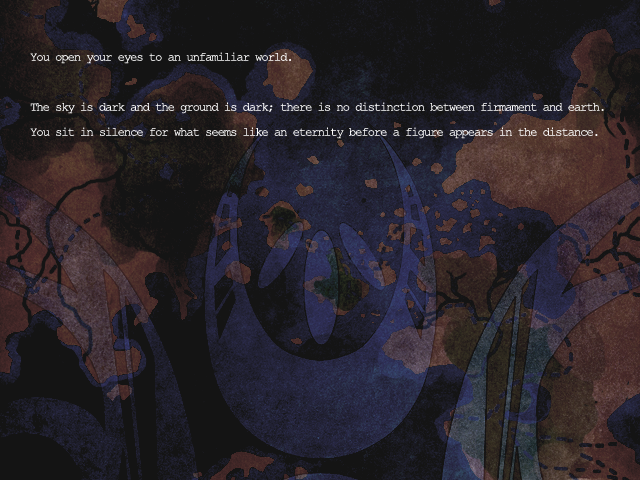 You open your eyes to an unfamiliar world.
The sky is dark and the ground is dark; there is no distinction between firmament and earth.
You sit in silence for what seems like an eternity before a figure appears in the distance.